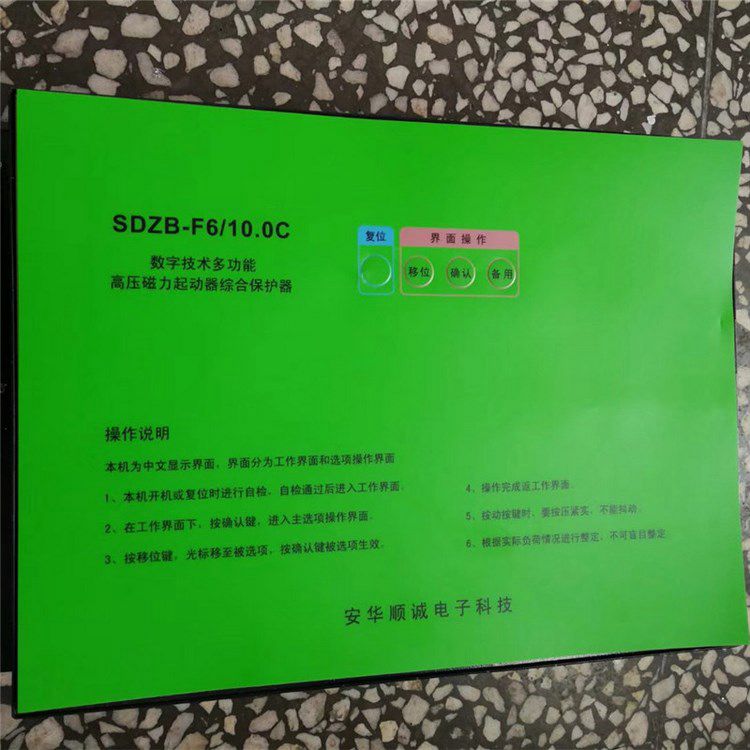 SDZB-F6/10.0C
数字技术多功能
高压磁力起动器综合保护器
复位
界面操作
移位
确认
备用
操作说明
本机为中文显示界面，界面分为工作界面和选项操作界面
1、本机开机或复位时进行自检，自检通过后进入工作界面。
2、在工作界面下，按确认键，进入主选项操作界面。
3、按移位键，光标移至被选项，按确认键被选项生效。
4、操作完成返工作界面。
5、按动按键时、要按压紧实，不能抖动。
6、根据实际负荷情况进行整定，不可盲目整定
安华顺诚电子科技